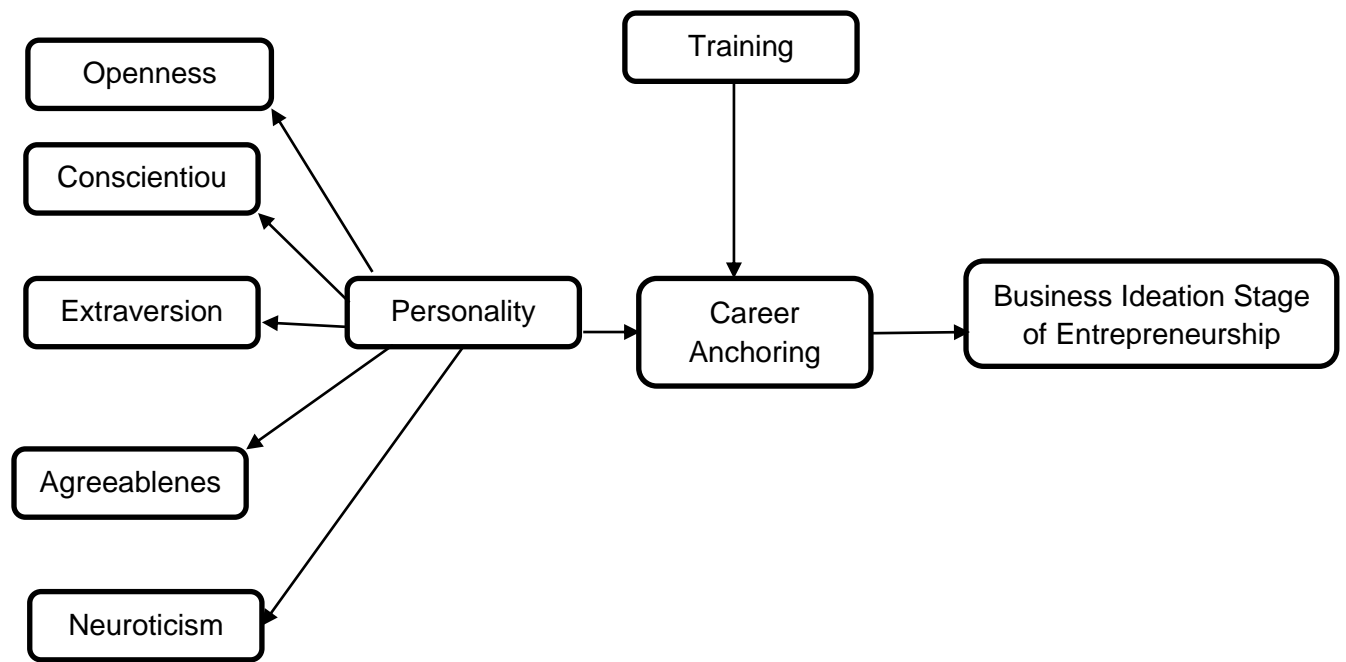 Openness
Training
Conscientiou
Extraversion
Personality
Career
Anchoring
Business Ideation Stage
of Entrepreneurship
Agreeablenes
Neuroticism